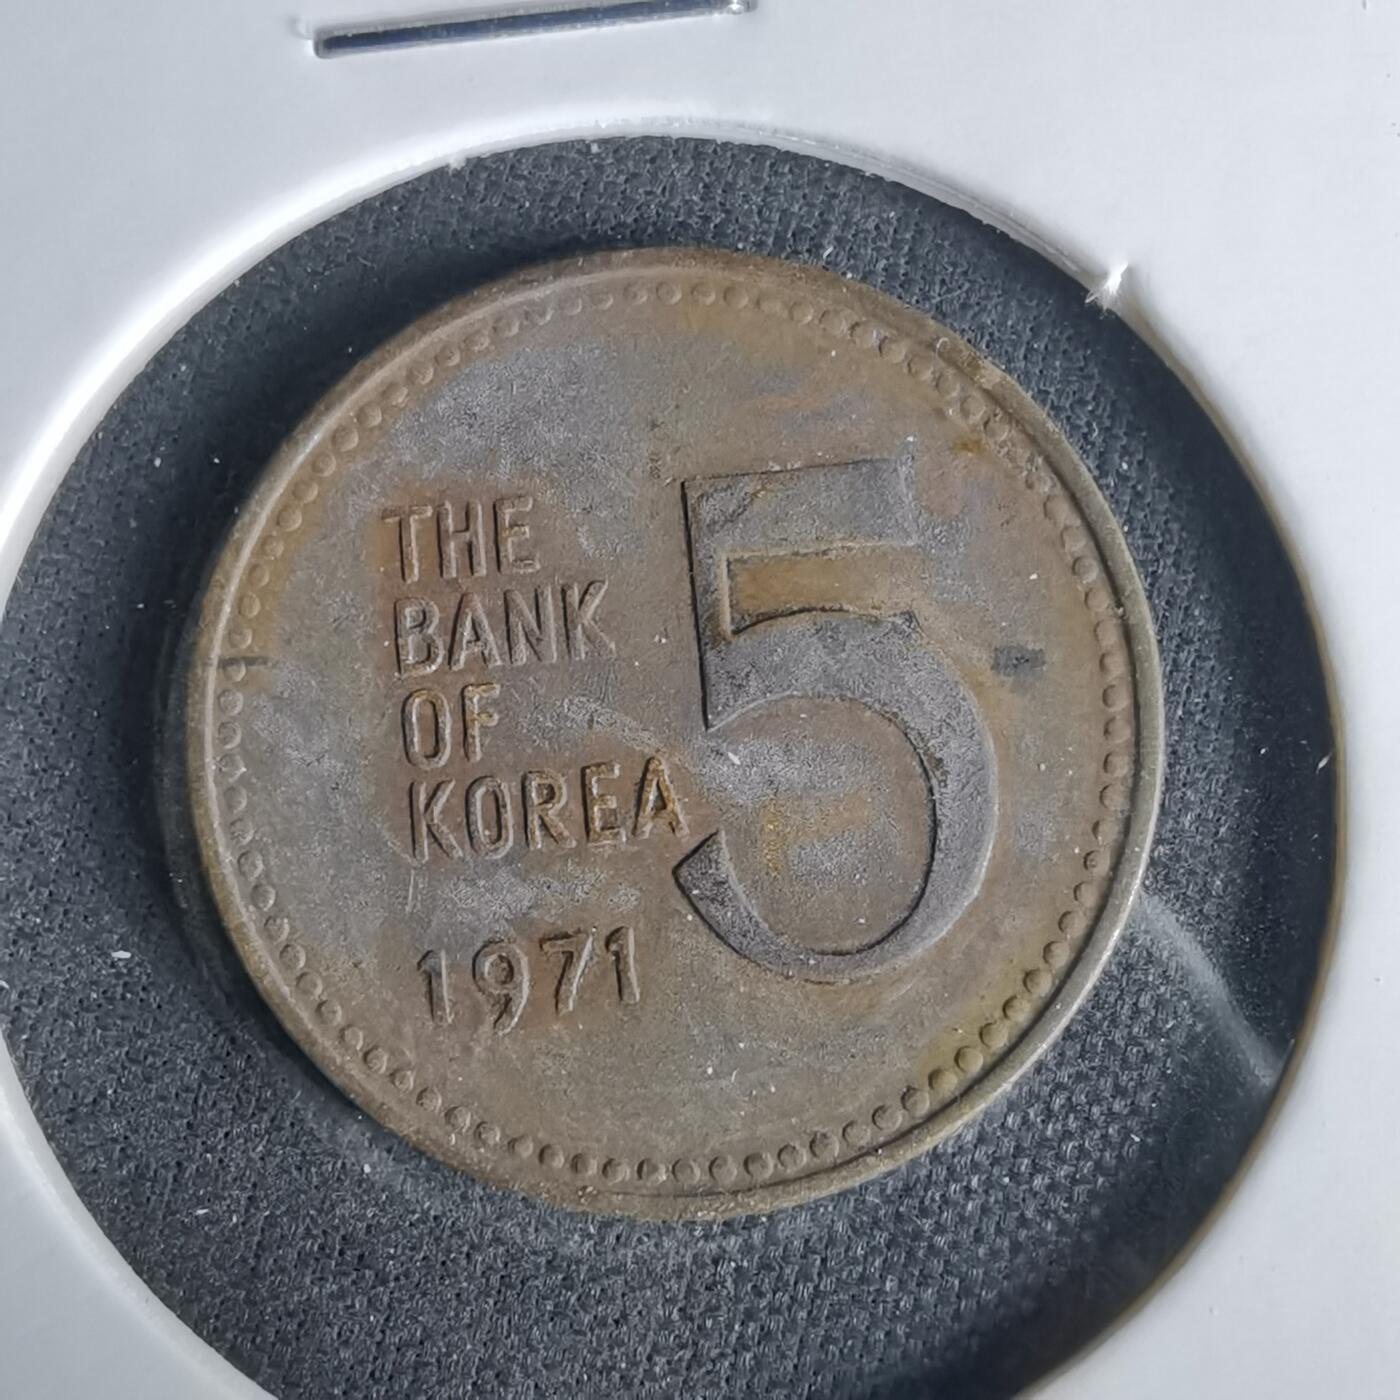 THE
BANK
OF
KOREA
1971
5